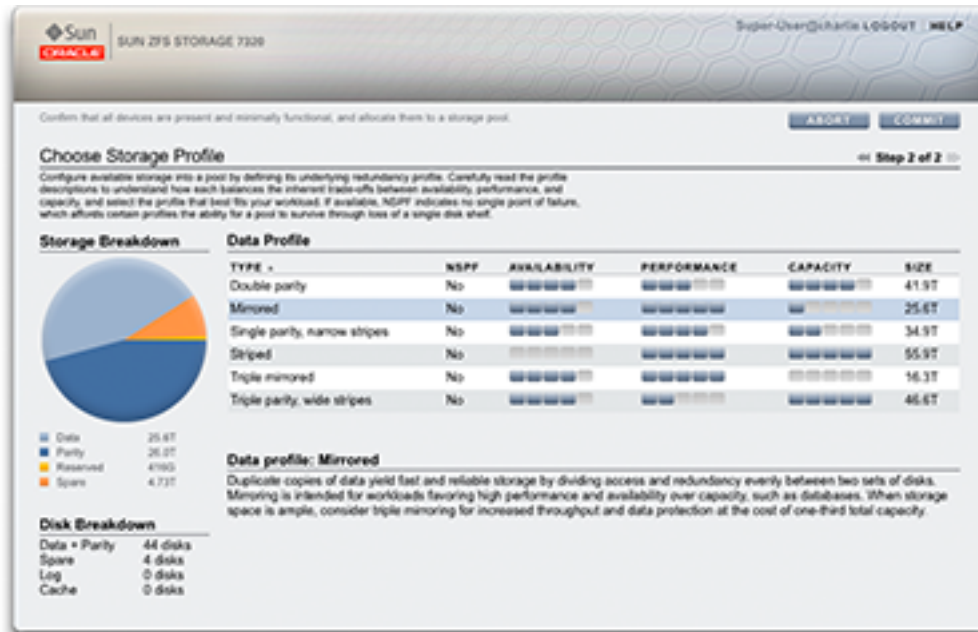 Sun
ORACLE
SUN ZFS STORAGE 7320
Super-User@charlie LOGOUT HELP
Confirm that all devices are present and minimally functional, and allocate them to a storage pool.
ABORT COMMIT
Choose Storage Profile
Step 2 of 2
Configure available storage into a pool by defining its underlying redundancy profile. Carefully read the profile
descriptions to understand how each balances the inherent trade-offs between availability, performance, and
capacity, and select the profile that best fits your workload. If available, NSPF indicates no single point of failure,
which affords certain profiles the ability for a pool to survive through loss of a single disk shelf.
Storage Breakdown
Data 25.6T
Parity 26.0T
Reserved 416G
Spare 4.73T
Disk Breakdown
Data + Parity 44 disks
Spare 4 disks
Log 0 disks
Cache 0 disks
Data Profile
TYPE NSPF AVAILABILITY PERFORMANCE CAPACITY SIZE
Double parity No 41.9T
Mirrored No 25.6T
Single parity, narrow stripes No 34.9T
Striped No 55.9T
Triple mirrored No 16.3T
Triple parity, wide stripes No 46.6T
Data profile: Mirrored
Duplicate copies of data yield fast and reliable storage by dividing access and redundancy evenly between two sets of disks.
Mirroring is intended for workloads favoring high performance and availability over capacity, such as databases. When storage
space is ample, consider triple mirroring for increased throughput and data protection at the cost of one-third total capacity.